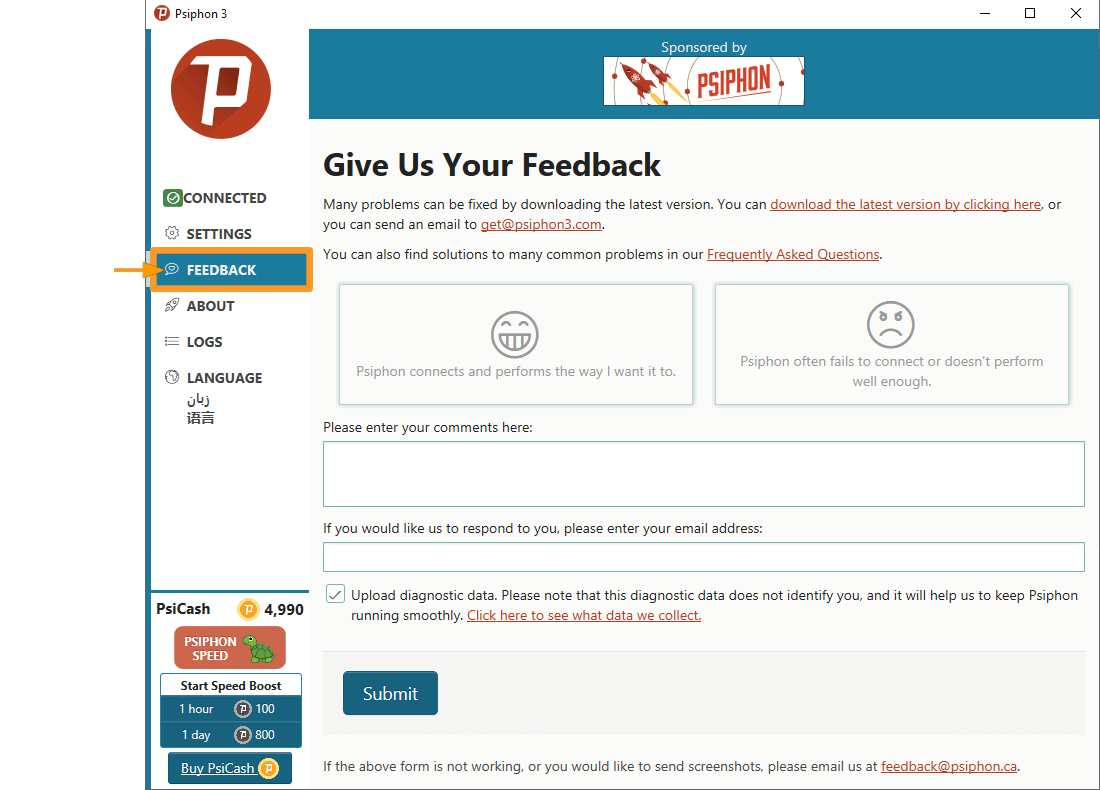 Psiphon 3
Sponsored by
PSIPHON
CONNECTED
SETTINGS
FEEDBACK
ABOUT
LOGS
LANGUAGE
زبان
语言
PsiCash 4,990
PSIPHON
SPEED
Start Speed Boost
1 hour 100
1 day 800
Buy PsiCash
Give Us Your Feedback
Many problems can be fixed by downloading the latest version. You can download the latest version by clicking here, or
you can send an email to get@psiphon3.com.
You can also find solutions to many common problems in our Frequently Asked Questions.
Psiphon connects and performs the way I want it to.
Psiphon often fails to connect or doesn't perform
well enough.
Please enter your comments here:
If you would like us to respond to you, please enter your email address:
Upload diagnostic data. Please note that this diagnostic data does not identify you, and it will help us to keep Psiphon
running smoothly. Click here to see what data we collect.
Submit
If the above form is not working, or you would like to send screenshots, please email us at feedback@psiphon.ca.